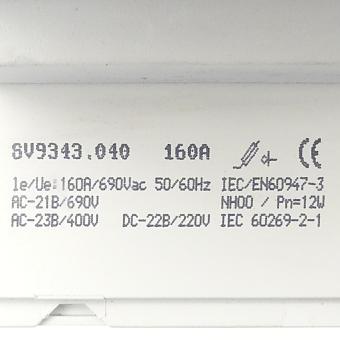 SV9343.040 160A CE
Ie/Ue=160A/690Vac 50/60Hz IEC/EN60947-3
AC-21B/690V NH00 / Pn=12W
AC-23B/400V DC-22B/220V IEC 60269-2-1